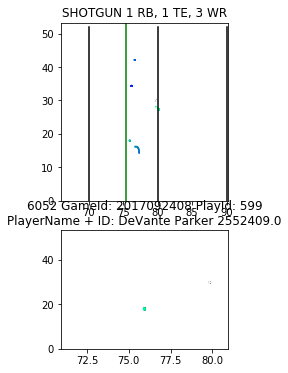 SHOTGUN 1 RB, 1 TE, 3 WR
50
40
30
20
10
0
70 75 80 85 90
6052 GameId: 2017092408 PlayId: 599
PlayerName + ID: DeVante Parker 2552409.0
40
20
0
72.5 75.0 77.5 80.0